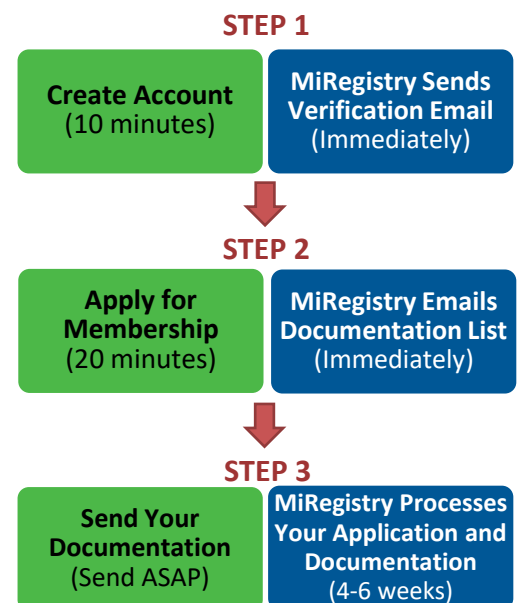 STEP 1
Create Account
(10 minutes)
MiRegistry Sends
Verification Email
(Immediately)
STEP 2
Apply for
Membership
(20 minutes)
MiRegistry Emails
Documentation List
(Immediately)
STEP 3
Send Your
Documentation
(Send ASAP)
MiRegistry Processes
Your Application and
Documentation
(4-6 weeks)